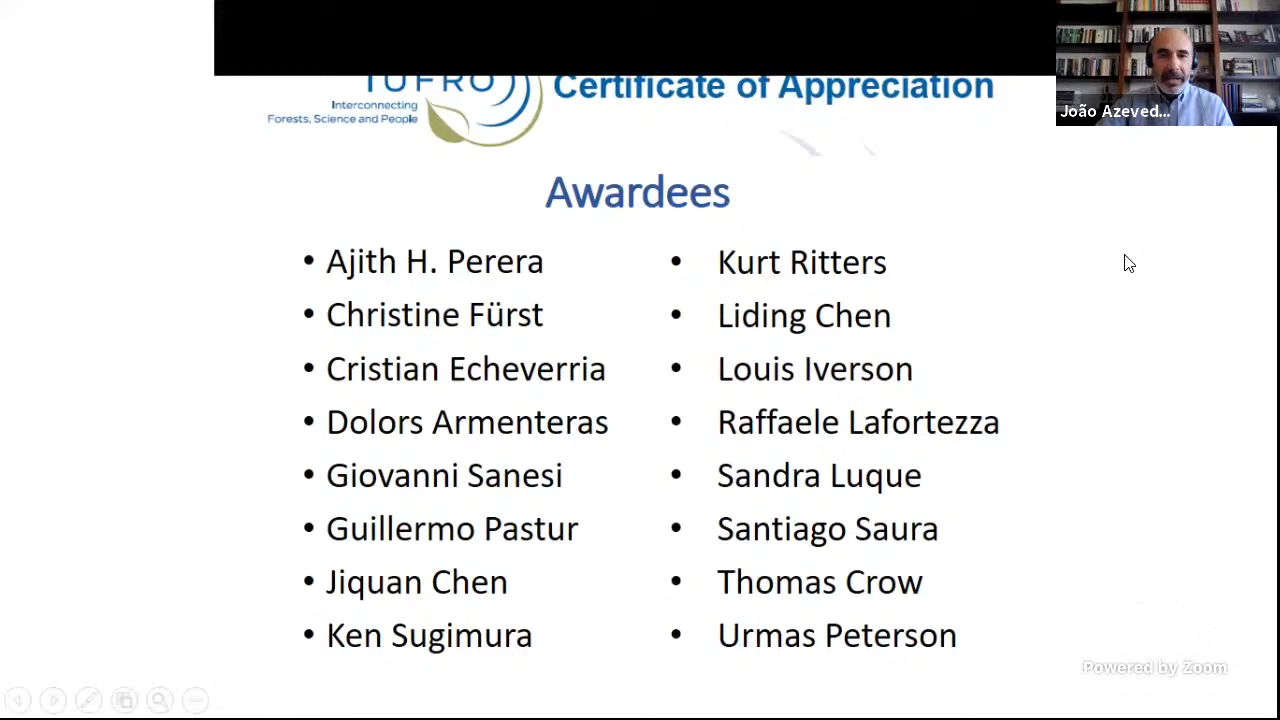 IUFRO
Certificate of Appreciation
Interconnecting
Forests, Science and People
João Azeved...
Awardees
• Ajith H. Perera
• Christine Fürst
• Cristian Echeverria
• Dolors Armenteras
• Giovanni Sanesi
• Guillermo Pastur
• Jiquan Chen
• Ken Sugimura
• Kurt Ritters
• Liding Chen
• Louis Iverson
• Raffaele Lafortezza
• Sandra Luque
• Santiago Saura
• Thomas Crow
• Urmas Peterson
Powered by Zoom